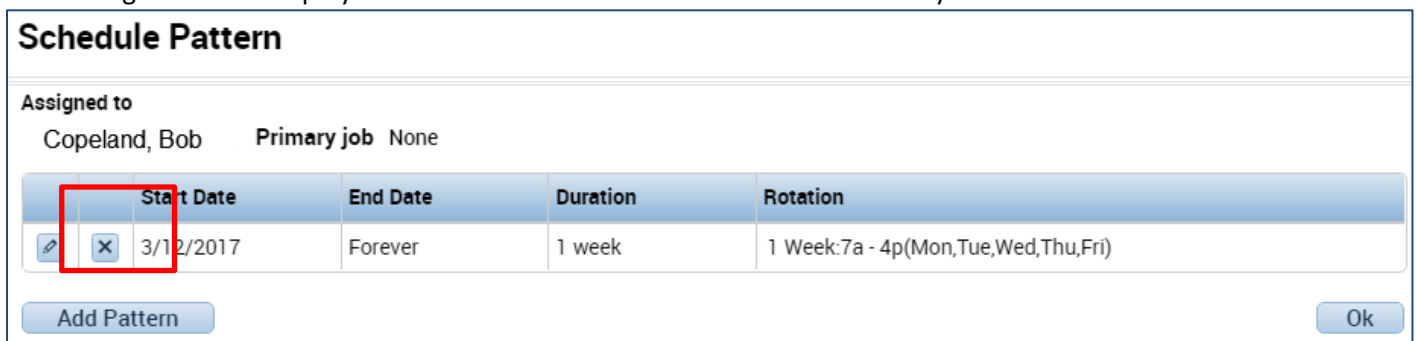 Schedule Pattern
Assigned to
Copeland, Bob Primary job None
Start Date End Date Duration Rotation
3/12/2017 Forever 1 week 1 Week:7a - 4p(Mon,Tue,Wed,Thu,Fri)
Add Pattern Ok